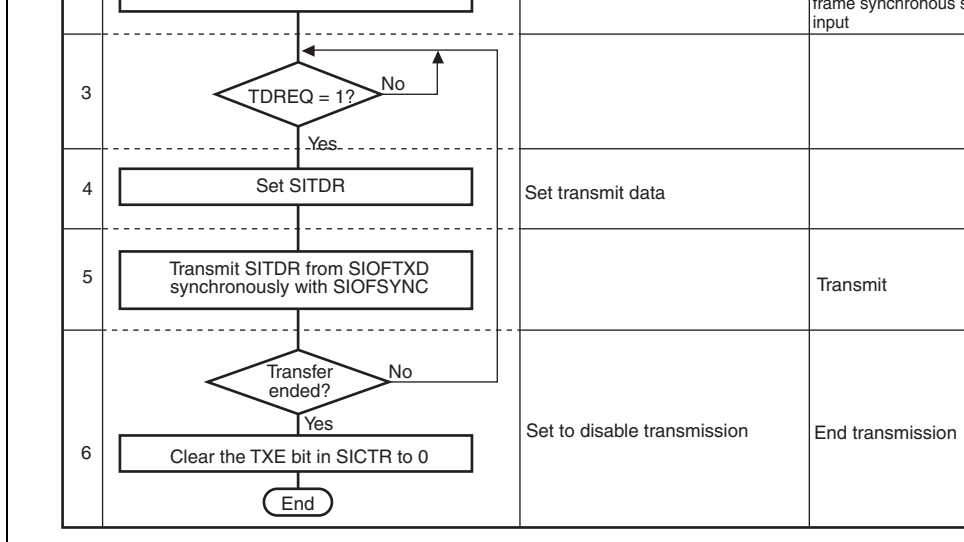 frame synchronous
input
3
TDREQ = 1?
No
Yes
4
Set SITDR
Set transmit data
5
Transmit SITDR from SIOFTXD
synchronously with SIOFSYNC
Transmit
Transfer
ended?
No
Yes
6
Clear the TXE bit in SICTR to 0
Set to disable transmission
End transmission
End